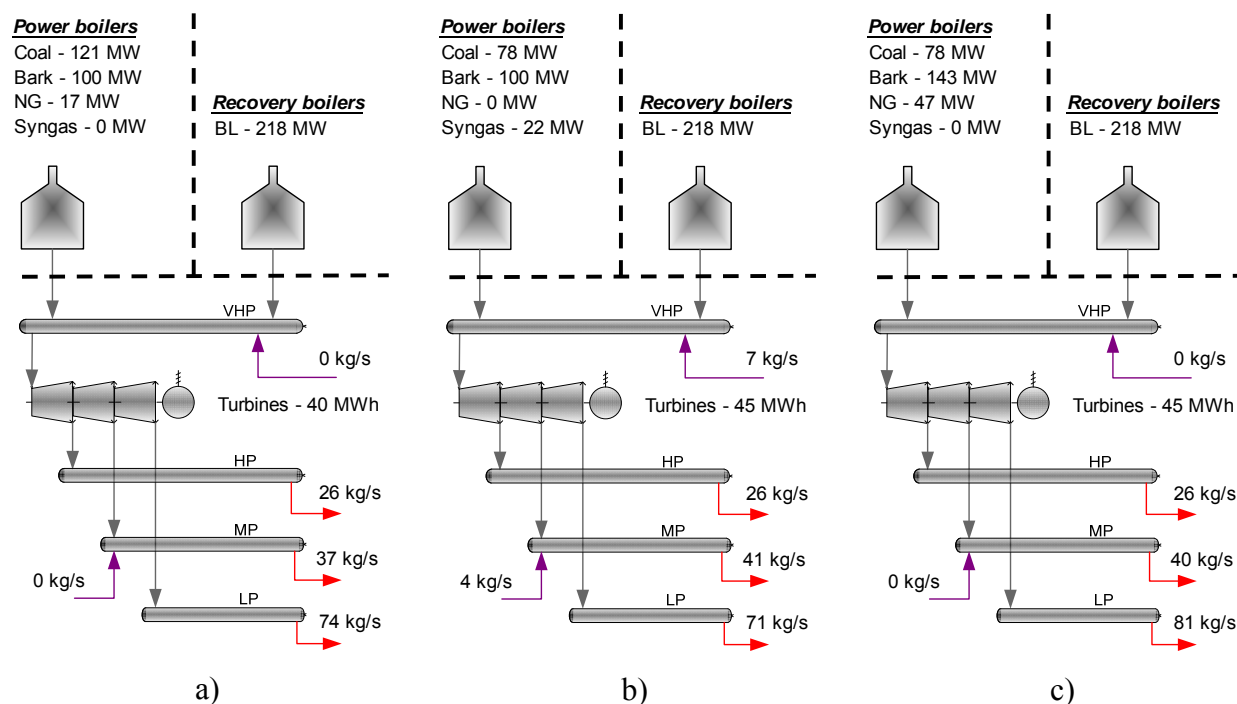 Power boilers
Coal - 121 MW
Bark - 100 MW
NG - 17 MW
Syngas - 0 MW
Recovery boilers
BL - 218 MW
VHP
0 kg/s
Turbines - 40 MWh
HP
26 kg/s
MP
37 kg/s
0 kg/s
LP
74 kg/s
a)
Power boilers
Coal - 78 MW
Bark - 100 MW
NG - 0 MW
Syngas - 22 MW
Recovery boilers
BL - 218 MW
VHP
7 kg/s
Turbines - 45 MWh
HP
26 kg/s
MP
41 kg/s
4 kg/s
LP
71 kg/s
b)
Power boilers
Coal - 78 MW
Bark - 143 MW
NG - 47 MW
Syngas - 0 MW
Recovery boilers
BL - 218 MW
VHP
0 kg/s
Turbines - 45 MWh
HP
26 kg/s
MP
40 kg/s
0 kg/s
LP
81 kg/s
c)